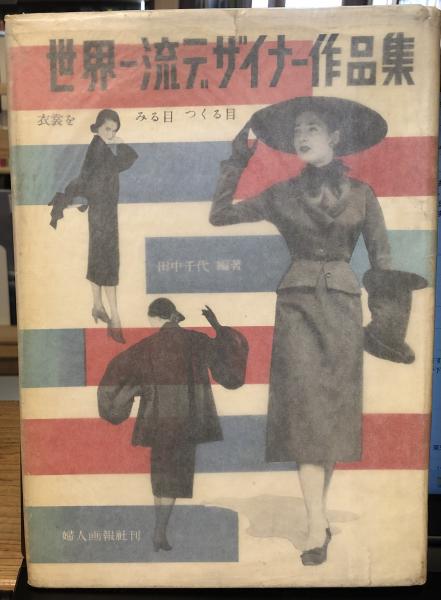 世界一流デザイナー作品集
衣裳を みる目 つくる目
田中千代 編著
婦人画報社刊